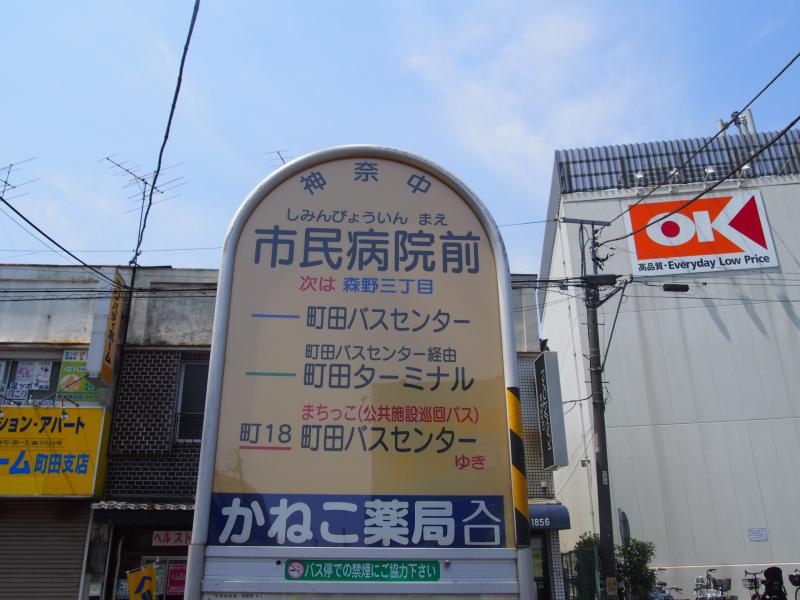 神奈中
しみんびょういん まえ
市民病院前
次は 森野三丁目
町田バスセンター
町田バスセンター経由
町田ターミナル
まちっこ(公共施設巡回バス)
町18 町田バスセンター
ゆき
かねこ薬局
バス停での禁煙にご協力下さい
OK
高品質・Everyday Low Price
ション・アパート
ーム 町田支店
ヘルス
1856